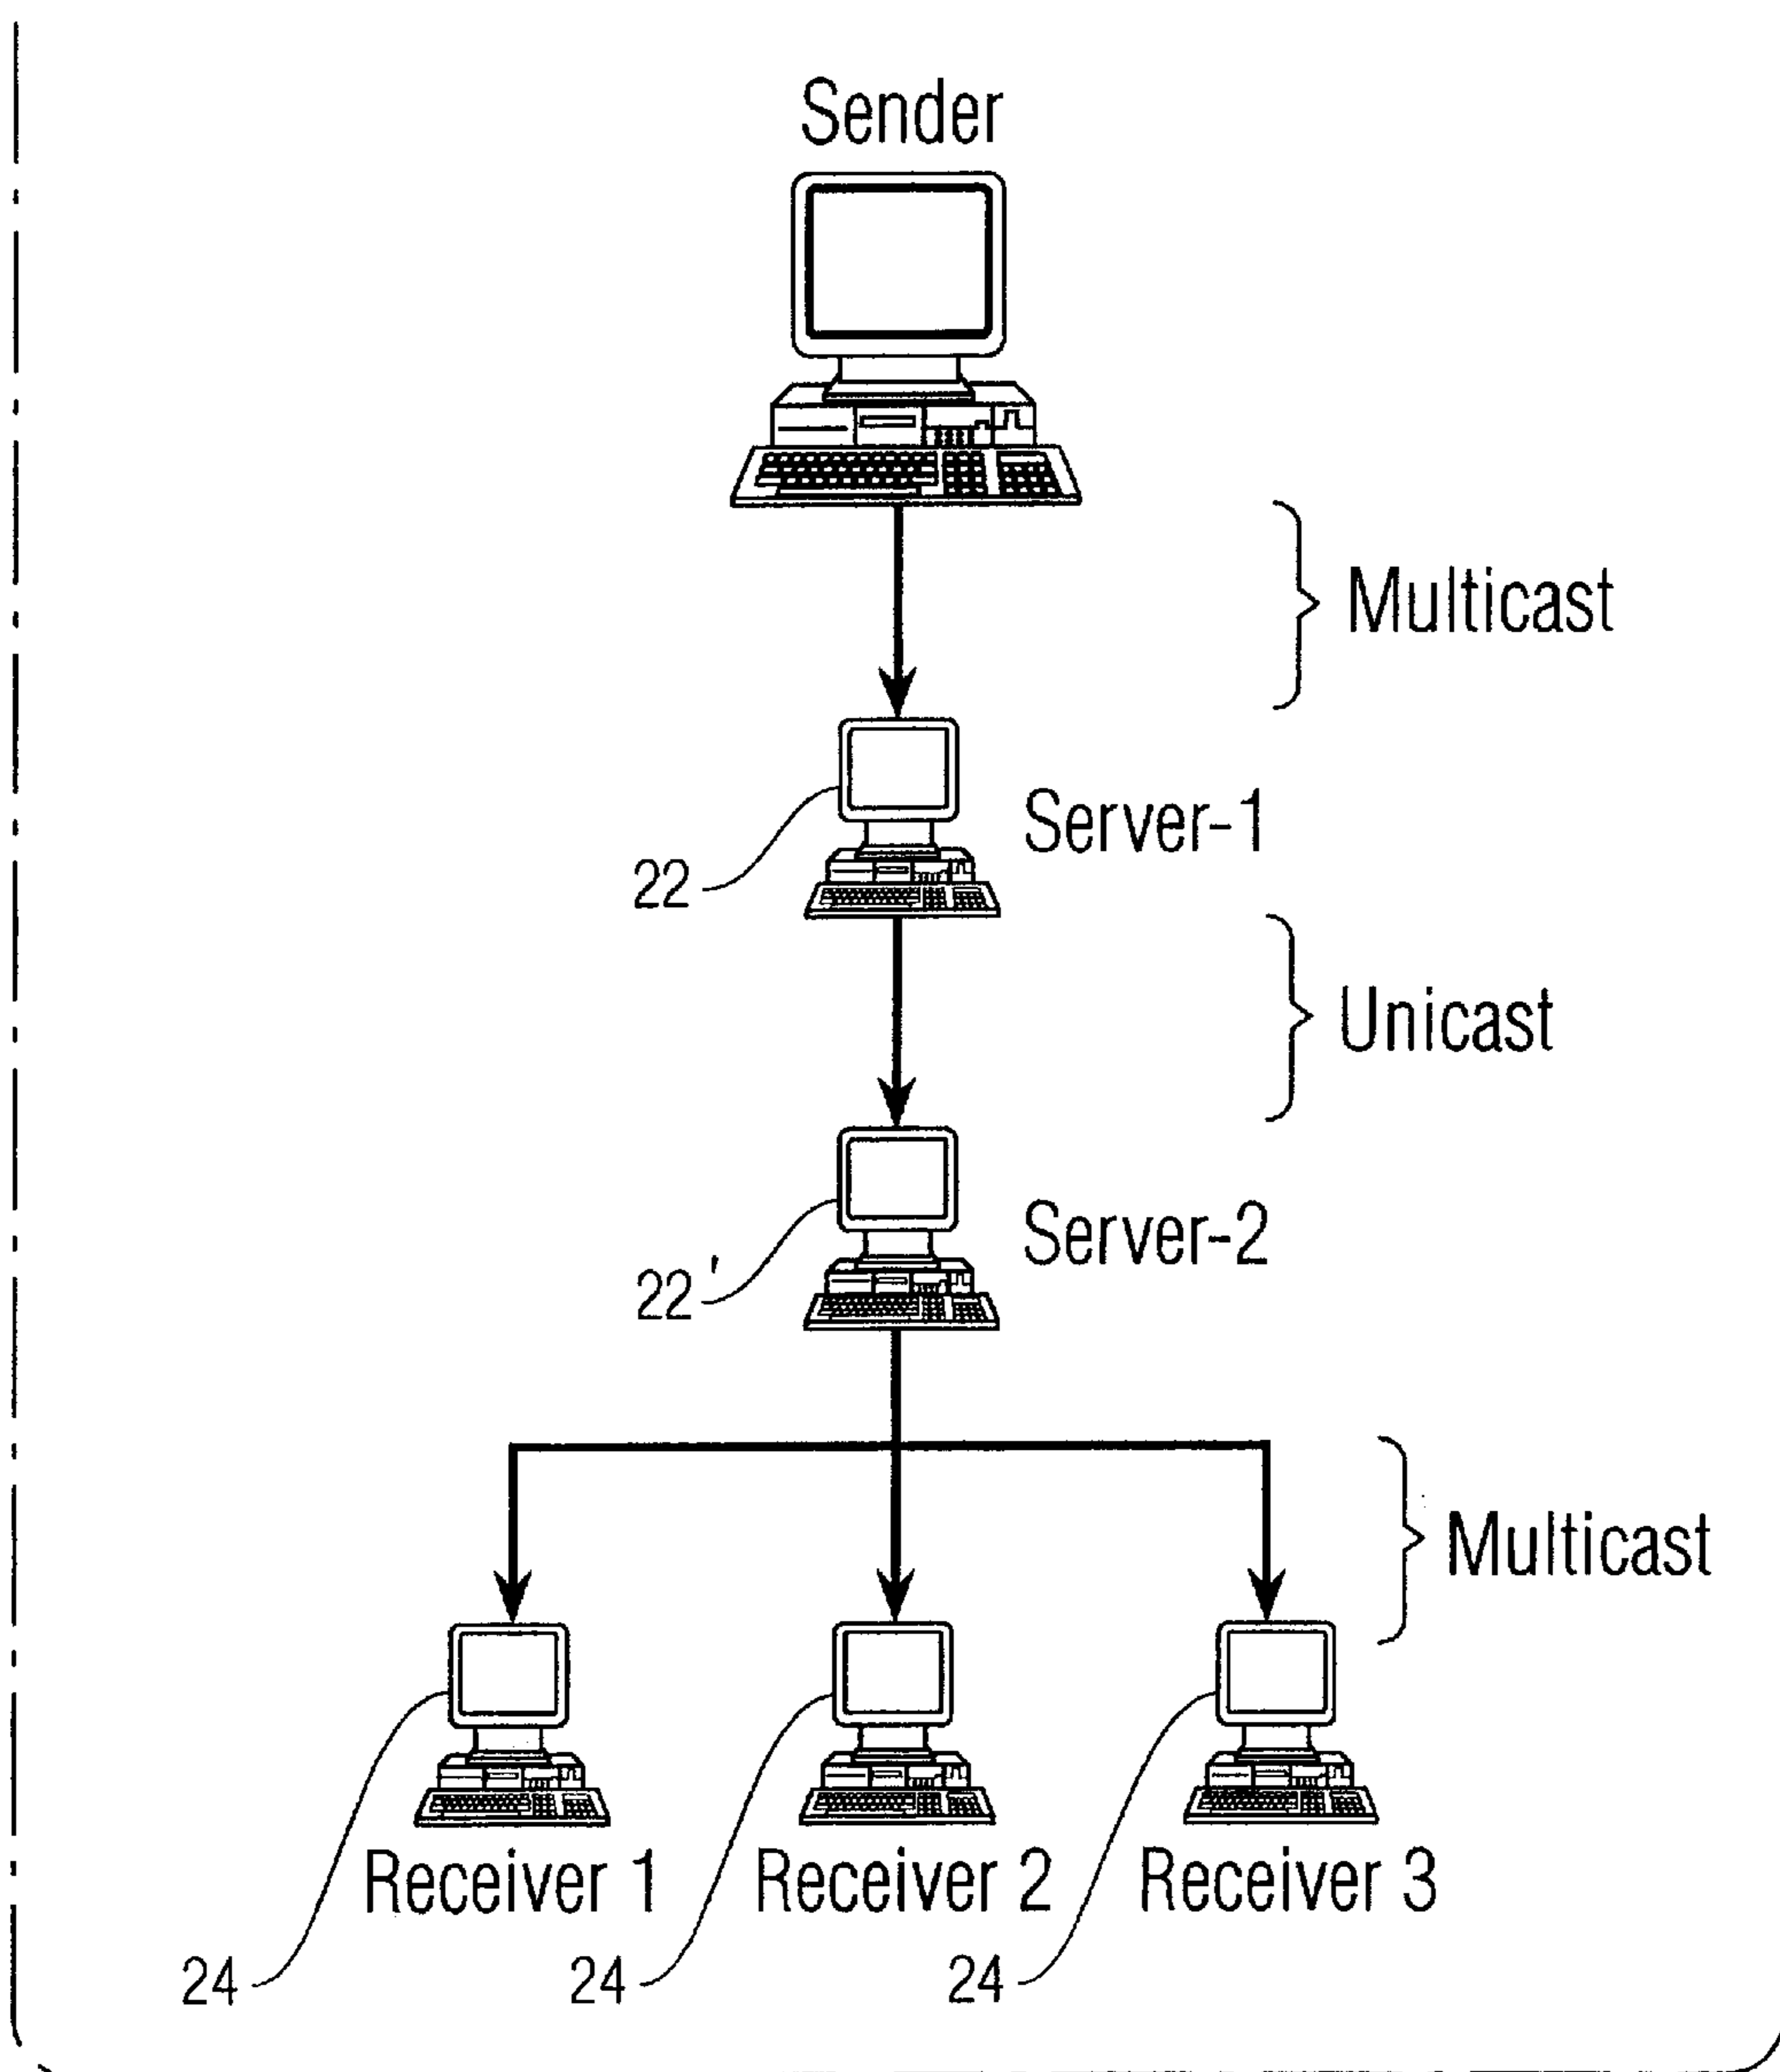 Sender
Multicast
Server-1
22
Unicast
Server-2
22'
Multicast
Receiver 1
Receiver 2
Receiver 3
24
24
24